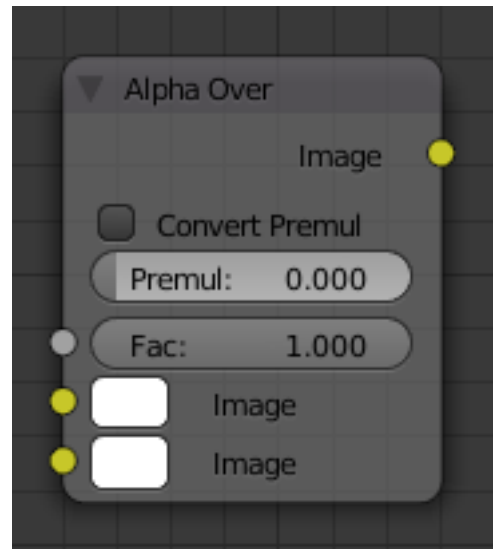 Alpha Over
Image
Convert Premul
Premul: 0.000
Fac: 1.000
Image
Image